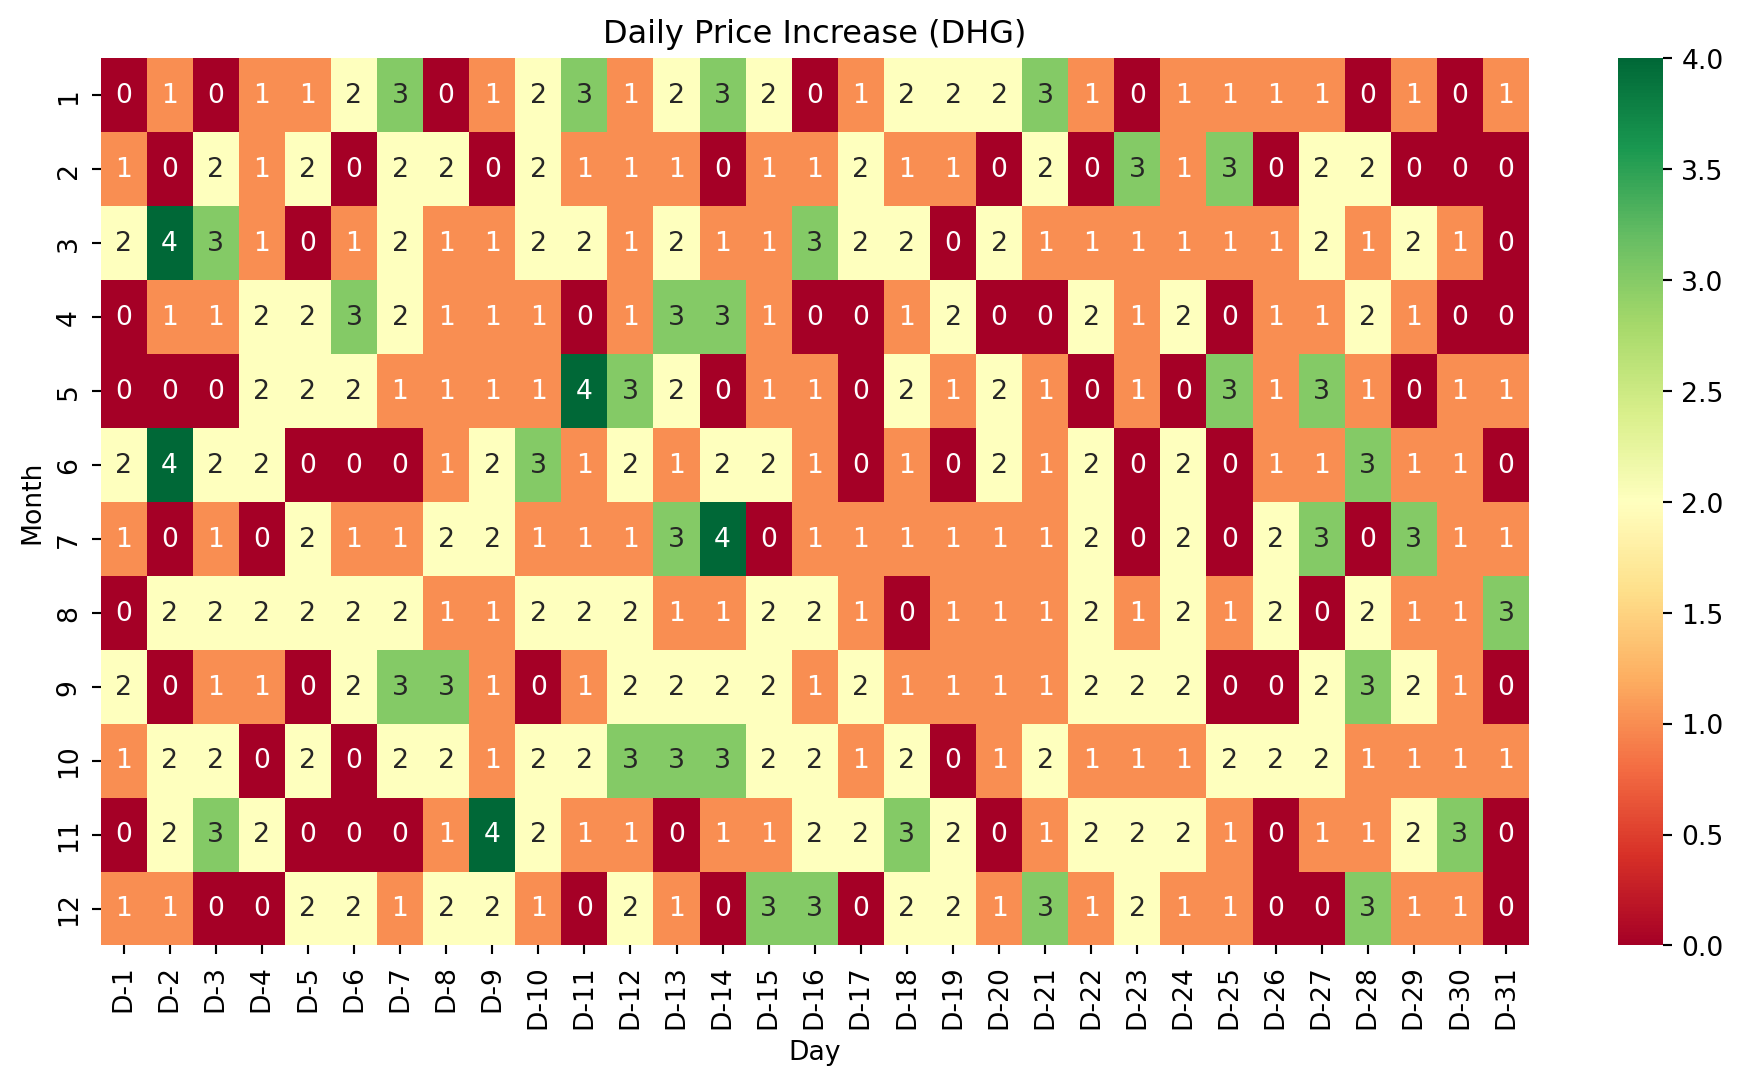 Daily Price Increase (DHG)
1 0 1 0 1 1 2 3 0 1 2 3 1 2 3 2 0 1 2 2 2 3 1 0 1 1 1 1 0 1 0 1
2 1 0 2 1 2 0 2 2 0 2 1 1 1 0 1 1 2 1 1 0 2 0 3 1 3 0 2 2 0 0 0
3 2 4 3 1 0 1 2 1 1 2 2 1 2 1 1 3 2 2 0 2 1 1 1 1 1 1 2 1 2 1 0
4 0 1 1 2 2 3 2 1 1 1 0 1 3 3 1 0 0 1 2 0 0 2 1 2 0 1 1 2 1 0 0
5 0 0 0 2 2 2 1 1 1 1 4 3 2 0 1 1 0 2 1 2 1 0 1 0 3 1 3 1 0 1 1
6 2 4 2 2 0 0 0 1 2 3 1 2 1 2 2 1 0 1 0 2 1 2 0 2 0 1 1 3 1 1 0
7 1 0 1 0 2 1 1 2 2 1 1 1 3 4 0 1 1 1 1 1 1 2 0 2 0 2 3 0 3 1 1
8 0 2 2 2 2 2 2 1 1 2 2 2 1 1 2 2 1 0 1 1 1 2 1 2 1 2 0 2 1 1 3
9 2 0 1 1 0 2 3 3 1 0 1 2 2 2 2 1 2 1 1 1 1 2 2 2 0 0 2 3 2 1 0
10 1 2 2 0 2 0 2 2 1 2 2 3 3 3 2 2 1 2 0 1 2 1 1 1 2 2 2 1 1 1 1
11 0 2 3 2 0 0 0 1 4 2 1 1 0 1 1 2 2 3 2 0 1 2 2 2 1 0 1 1 2 3 0
12 1 1 0 0 2 2 1 2 2 1 0 2 1 0 3 3 0 2 2 1 3 1 2 1 1 0 0 3 1 1 0
Month
D-1 D-2 D-3 D-4 D-5 D-6 D-7 D-8 D-9 D-10 D-11 D-12 D-13 D-14 D-15 D-16 D-17 D-18 D-19 D-20 D-21 D-22 D-23 D-24 D-25 D-26 D-27 D-28 D-29 D-30 D-31
Day
4.0
3.5
3.0
2.5
2.0
1.5
1.0
0.5
0.0